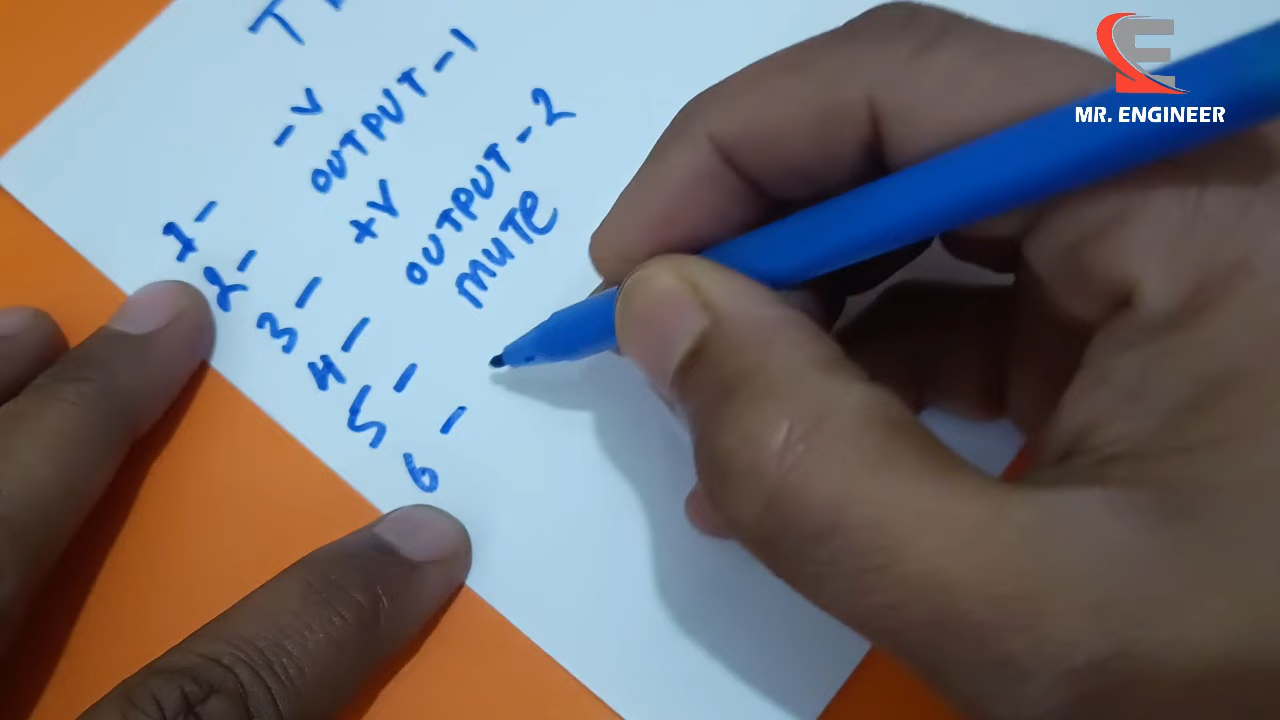 1 - -V
2 - OUTPUT-1
3 - +V
4 - OUTPUT-2
5 - MUTe
6 -
MR. ENGINEER